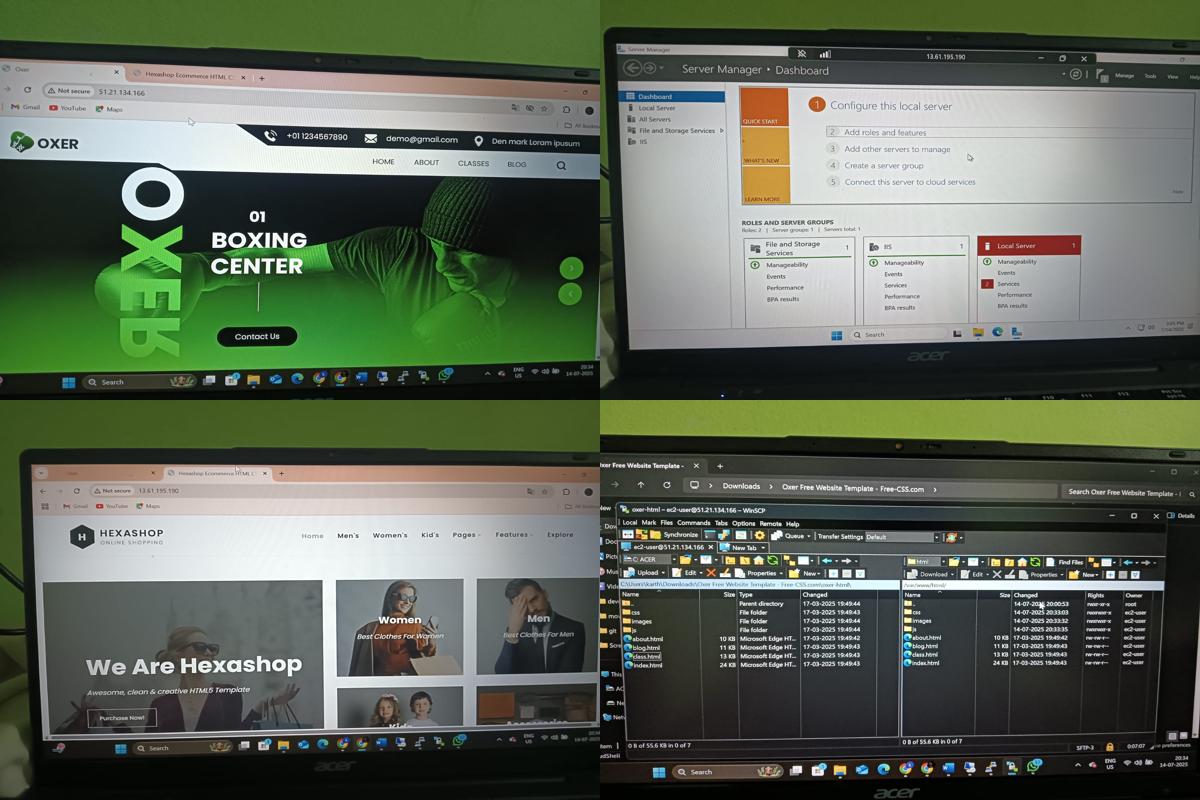 Oxer
Hexashop Ecommerce HTML C
Not secure
51.21.134.166
Gmail
YouTube
Maps
All Bookma
OXER
+01 1234567890
demo@gmail.com
Den mark Loram ipusum
HOME
ABOUT
CLASSES
BLOG
OXER
01
BOXING
CENTER
Contact Us
Search
ENG
US
20:34
14-07-2025
Server Manager
13.61.195.190
Server Manager
Dashboard
Manage
Tools
View
Dashboard
Local Server
All Servers
File and Storage Services
IIS
QUICK START
WHAT'S NEW
LEARN MORE
1 Configure this local server
2 Add roles and features
3 Add other servers to manage
4 Create a server group
5 Connect this server to cloud services
Hide
ROLES AND SERVER GROUPS
Roles: 2 | Server groups: 1 | Servers total: 1
File and Storage
Services
1
Manageability
Events
Performance
BPA results
IIS
1
Manageability
Events
Services
Performance
BPA results
Local Server
1
Manageability
Events
2 Services
Performance
BPA results
Search
acer
Hexashop Ecommerce HTML C
Not secure
13.61.195.190
Gmail
YouTube
Maps
H
HEXASHOP
ONLINE SHOPPING
Home
Men's
Women's
Kid's
Pages
Features
Explore
We Are Hexashop
Awesome, clean & creative HTML5 Template
Purchase Now!
Women
Best Clothes For Women
Men
Best Clothes For Men
Kids
Accessories
Search
ENG
US
20:34
14-07-2025
acer
Oxer Free Website Template -
Downloads
Oxer Free Website Template - Free-CSS.com
Search Oxer Free Website Template -
Details
oxer-html – ec2-user@51.21.134.166 – WinSCP
Local Mark Files Commands Tabs Options Remote Help
Synchronize
Queue
Transfer Settings Default
ec2-user@51.21.134.166
New Tab
C: ACER
html
Find Files
Upload
Edit
Properties
New
Download
Edit
Properties
New
C:\Users\karth\Downloads\Oxer Free Website Template - Free-CSS.com\oxer-html\
/var/www/html/
Name Size Type Changed
.. Parent directory 17-03-2025 19:49:44
css File folder 17-03-2025 19:49:43
images File folder 17-03-2025 19:49:44
js File folder 17-03-2025 19:49:44
about.html 10 KB Microsoft Edge HT... 17-03-2025 19:49:42
blog.html 11 KB Microsoft Edge HT... 17-03-2025 19:49:43
class.html 13 KB Microsoft Edge HT... 17-03-2025 19:49:43
index.html 24 KB Microsoft Edge HT... 17-03-2025 19:49:43
Name Size Changed Rights Owner
.. 14-07-2025 20:00:53 rwxr-xr-x root
css 14-07-2025 20:33:03 rwxrwxr-x ec2-user
images 14-07-2025 20:33:32 rwxrwxr-x ec2-user
js 14-07-2025 20:33:35 rwxrwxr-x ec2-user
about.html 10 KB 17-03-2025 19:49:42 rw-rw-r-- ec2-user
blog.html 11 KB 17-03-2025 19:49:43 rw-rw-r-- ec2-user
class.html 13 KB 17-03-2025 19:49:43 rw-rw-r-- ec2-user
index.html 24 KB 17-03-2025 19:49:43 rw-rw-r-- ec2-user
0 B of 55.6 KB in 0 of 7
0 B of 55.6 KB in 0 of 7
SFTP-3
0:07:07
Search
ENG
US
20:34
14-07-2025
acer